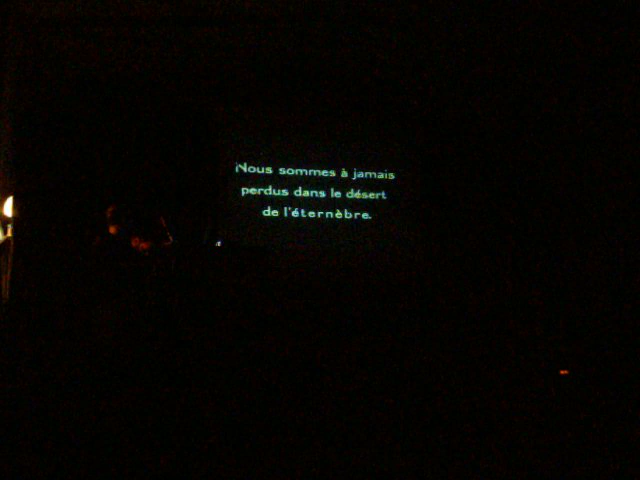 Nous sommes à jamais
perdus dans le désert
de l'éternèbre.